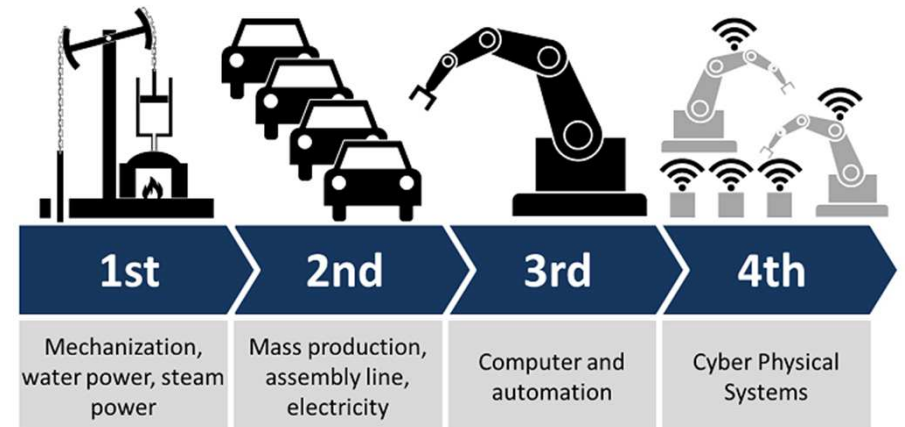 1st
2nd
3rd
4th
Mechanization,
water power, steam
power
Mass production,
assembly line,
electricity
Computer and
automation
Cyber Physical
Systems